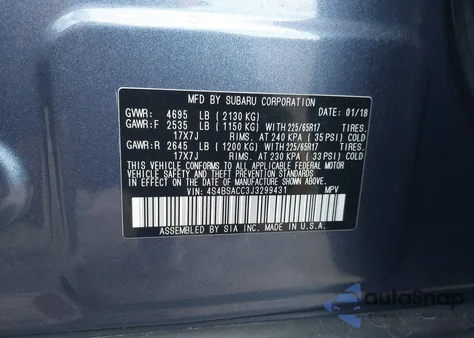 MFD BY SUBARU CORPORATION
GVWR: 4695 LB ( 2130 KG) DATE 01/18
GAWR:F 2535 LB ( 1150 KG) WITH 225/65R17 TIRES.
17X7J RIMS. AT 240 KPA ( 35 PSI) COLD
GAWR:R 2645 LB ( 1200 KG) WITH 225/65R17 TIRES.
17X7J RIMS. AT 230 KPA ( 33 PSI) COLD
THIS VEHICLE CONFORMS TO ALL APPLICABLE FEDERAL MOTOR
VEHICLE SAFETY AND THEFT PREVENTION STANDARDS IN EFFECT
ON THE DATE OF MANUFACTURE SHOWN ABOVE.
VIN: 4S4BSACC3J3299431 MPV
ASSEMBLED BY SIA INC. MADE IN U.S.A.
autoSnap